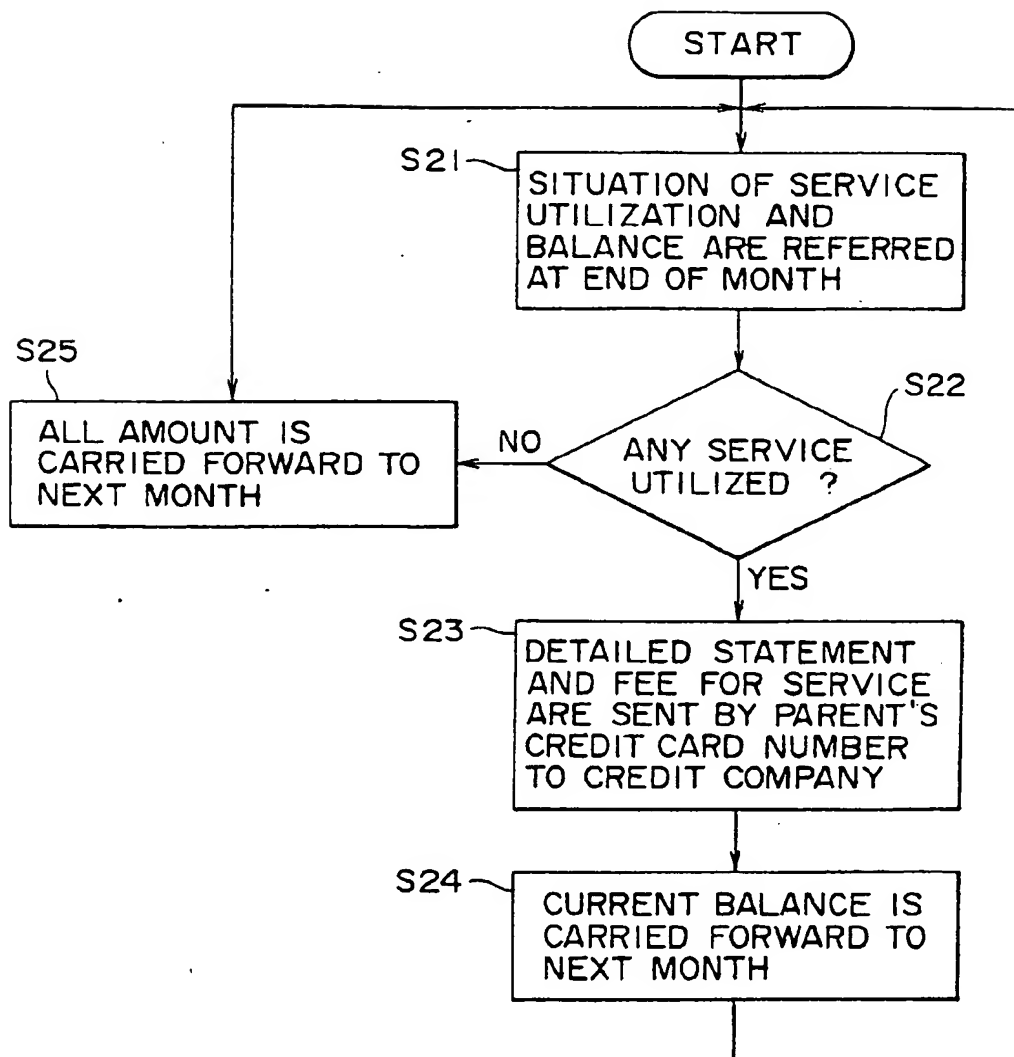 START
S21
SITUATION OF SERVICE
UTILIZATION AND
BALANCE ARE REFERRED
AT END OF MONTH
S25
ALL AMOUNT IS
CARRIED FORWARD TO
NEXT MONTH
NO
S22
ANY SERVICE
UTILIZED ?
YES
S23
DETAILED STATEMENT
AND FEE FOR SERVICE
ARE SENT BY PARENT'S
CREDIT CARD NUMBER
TO CREDIT COMPANY
S24
CURRENT BALANCE IS
CARRIED FORWARD TO
NEXT MONTH